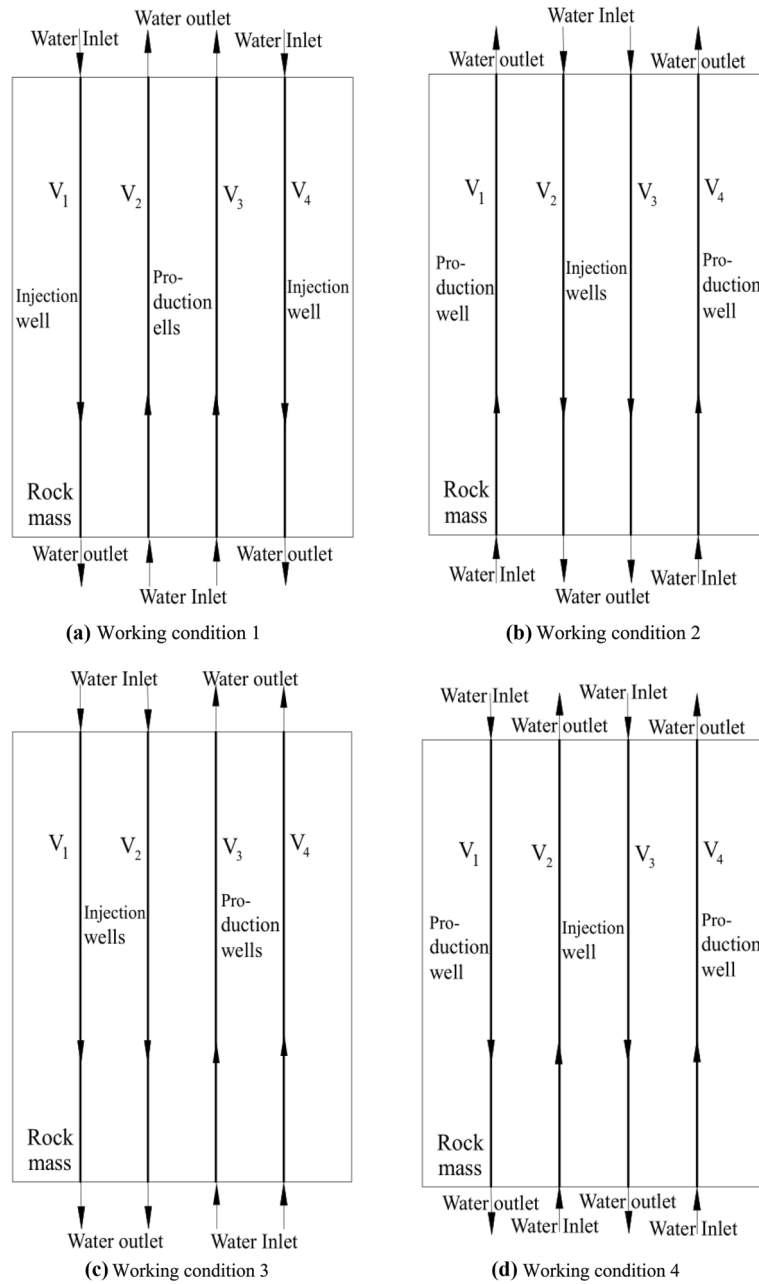 Water outlet
Water Inlet
Water Inlet
V1
V2
V3
V4
Injection
well
Pro-
duction
ells
Injection
well
Rock
mass
Water outlet
Water outlet
Water Inlet
(a) Working condition 1
Water Inlet
Water outlet
Water outlet
V1
V2
V3
V4
Pro-
duction
well
Injection
wells
Pro-
duction
well
Rock
mass
Water Inlet
Water Inlet
Water outlet
(b) Working condition 2
Water Inlet
Water outlet
V1
V2
V3
V4
Injection
wells
Pro-
duction
wells
Rock
mass
Water outlet
Water Inlet
(c) Working condition 3
Water Inlet
Water Inlet
Water outlet
Water outlet
V1
V2
V3
V4
Pro-
duction
well
Injection
well
Pro-
duction
well
Rock
mass
Water outlet
Water outlet
Water Inlet
Water Inlet
(d) Working condition 4